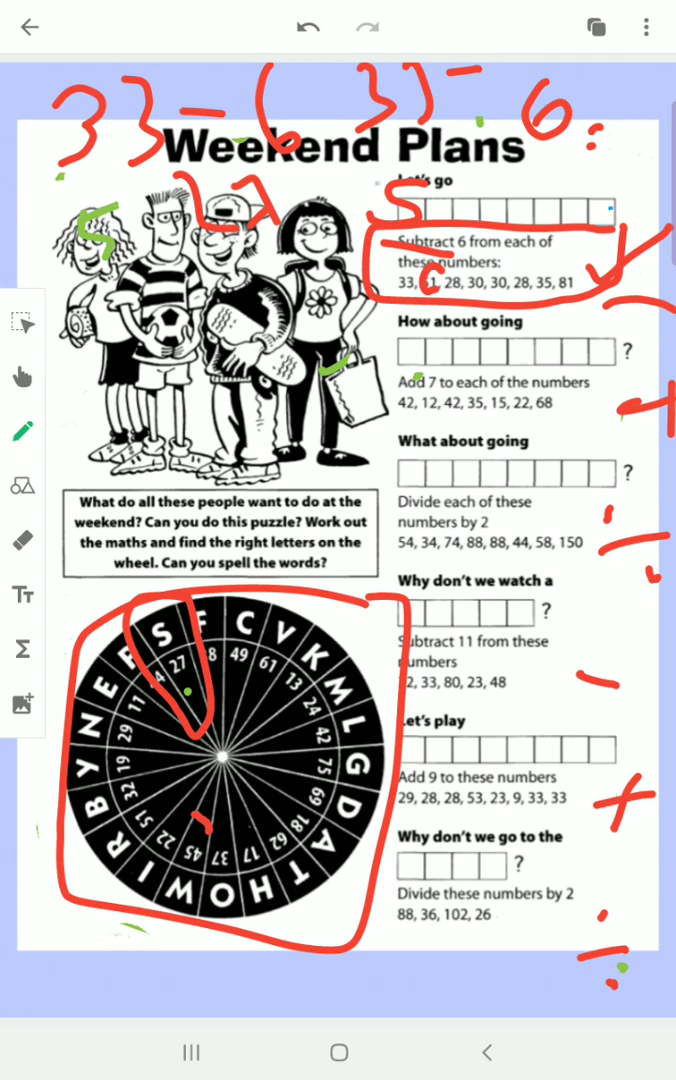 33 - 6
Weekend Plans
Let's go
S
27
Subtract 6 from each of
these numbers:
33, 28, 30, 30, 28, 35, 81
C
How about going
?
Add 7 to each of the numbers
42, 12, 42, 35, 15, 22, 68
What about going
?
Divide each of these
numbers by 2
54, 34, 74, 88, 88, 44, 58, 150
What do all these people want to do at the
weekend? Can you do this puzzle? Work out
the maths and find the right letters on the
wheel. Can you spell the words?
Why don't we watch a
?
Subtract 11 from these
numbers
33, 80, 23, 48
Let's play
Add 9 to these numbers
29, 28, 28, 53, 23, 9, 33, 33
Why don't we go to the
?
Divide these numbers by 2
88, 36, 102, 26
S F C V K M L G D A T H O W I R B Y N E P
27 49 61 13 24 42 75 69 18 62 17 37 45 22 51 32 19 29 11